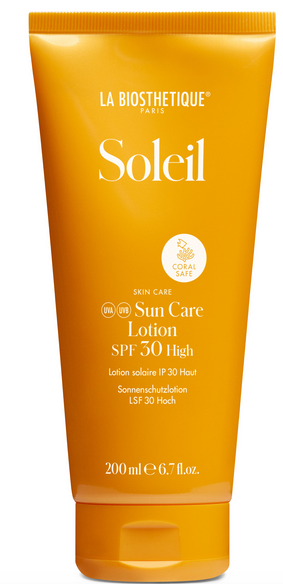 LA BIOSTHETIQUE®
PARIS
Soleil
CORAL
SAFE
SKIN CARE
UVA UVB Sun Care
Lotion
SPF 30 High
Lotion solaire IP 30 Haut
Sonnenschutzlotion
LSF 30 Hoch
200 ml ℮ 6.7 fl.oz.